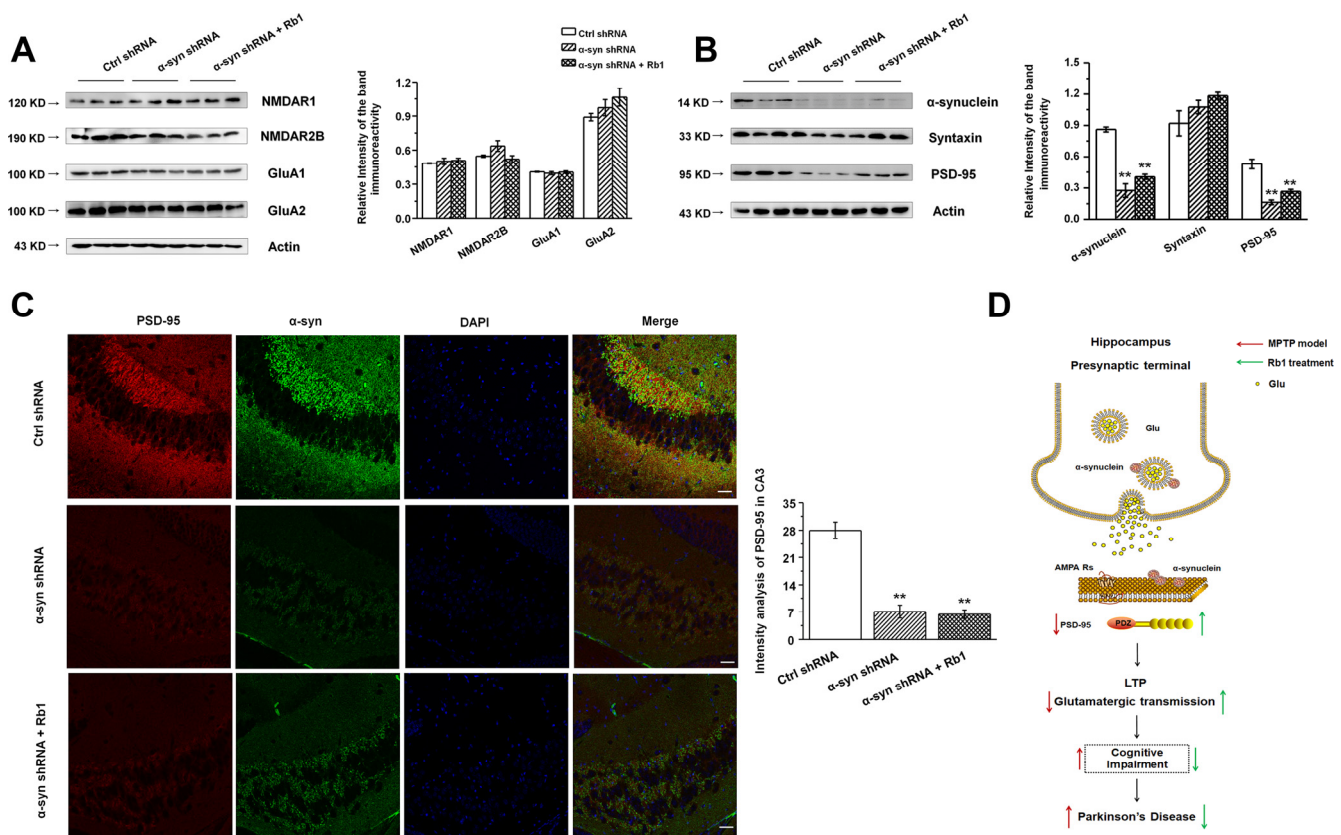 A
Ctrl shRNA
α-syn shRNA
α-syn shRNA + Rb1
120 KD → NMDAR1
190 KD → NMDAR2B
100 KD → GluA1
100 KD → GluA2
43 KD → Actin
Ctrl shRNA
α-syn shRNA
α-syn shRNA + Rb1
Relative Intensity of the band
immunoreactivity
1.2
0.9
0.6
0.3
0.0
NMDAR1
NMDAR2B
GluA1
GluA2
B
Ctrl shRNA
α-syn shRNA
α-syn shRNA + Rb1
14 KD → α-synuclein
33 KD → Syntaxin
95 KD → PSD-95
43 KD → Actin
Relative Intensity of the band
immunoreactivity
1.5
1.2
0.9
0.6
0.3
0.0
** **
** **
α-synuclein
Syntaxin
PSD-95
C
PSD-95 α-syn DAPI Merge
Ctrl shRNA
α-syn shRNA
α-syn shRNA + Rb1
Intensity analysis of PSD-95 in CA3
35
28
21
14
7
0
** **
Ctrl shRNA
α-syn shRNA
α-syn shRNA + Rb1
D
Hippocampus
Presynaptic terminal
MPTP model
Rb1 treatment
Glu
Glu
α-synuclein
AMPA Rs
α-synuclein
PSD-95
PDZ
LTP
Glutamatergic transmission
Cognitive
Impairment
Parkinson's Disease